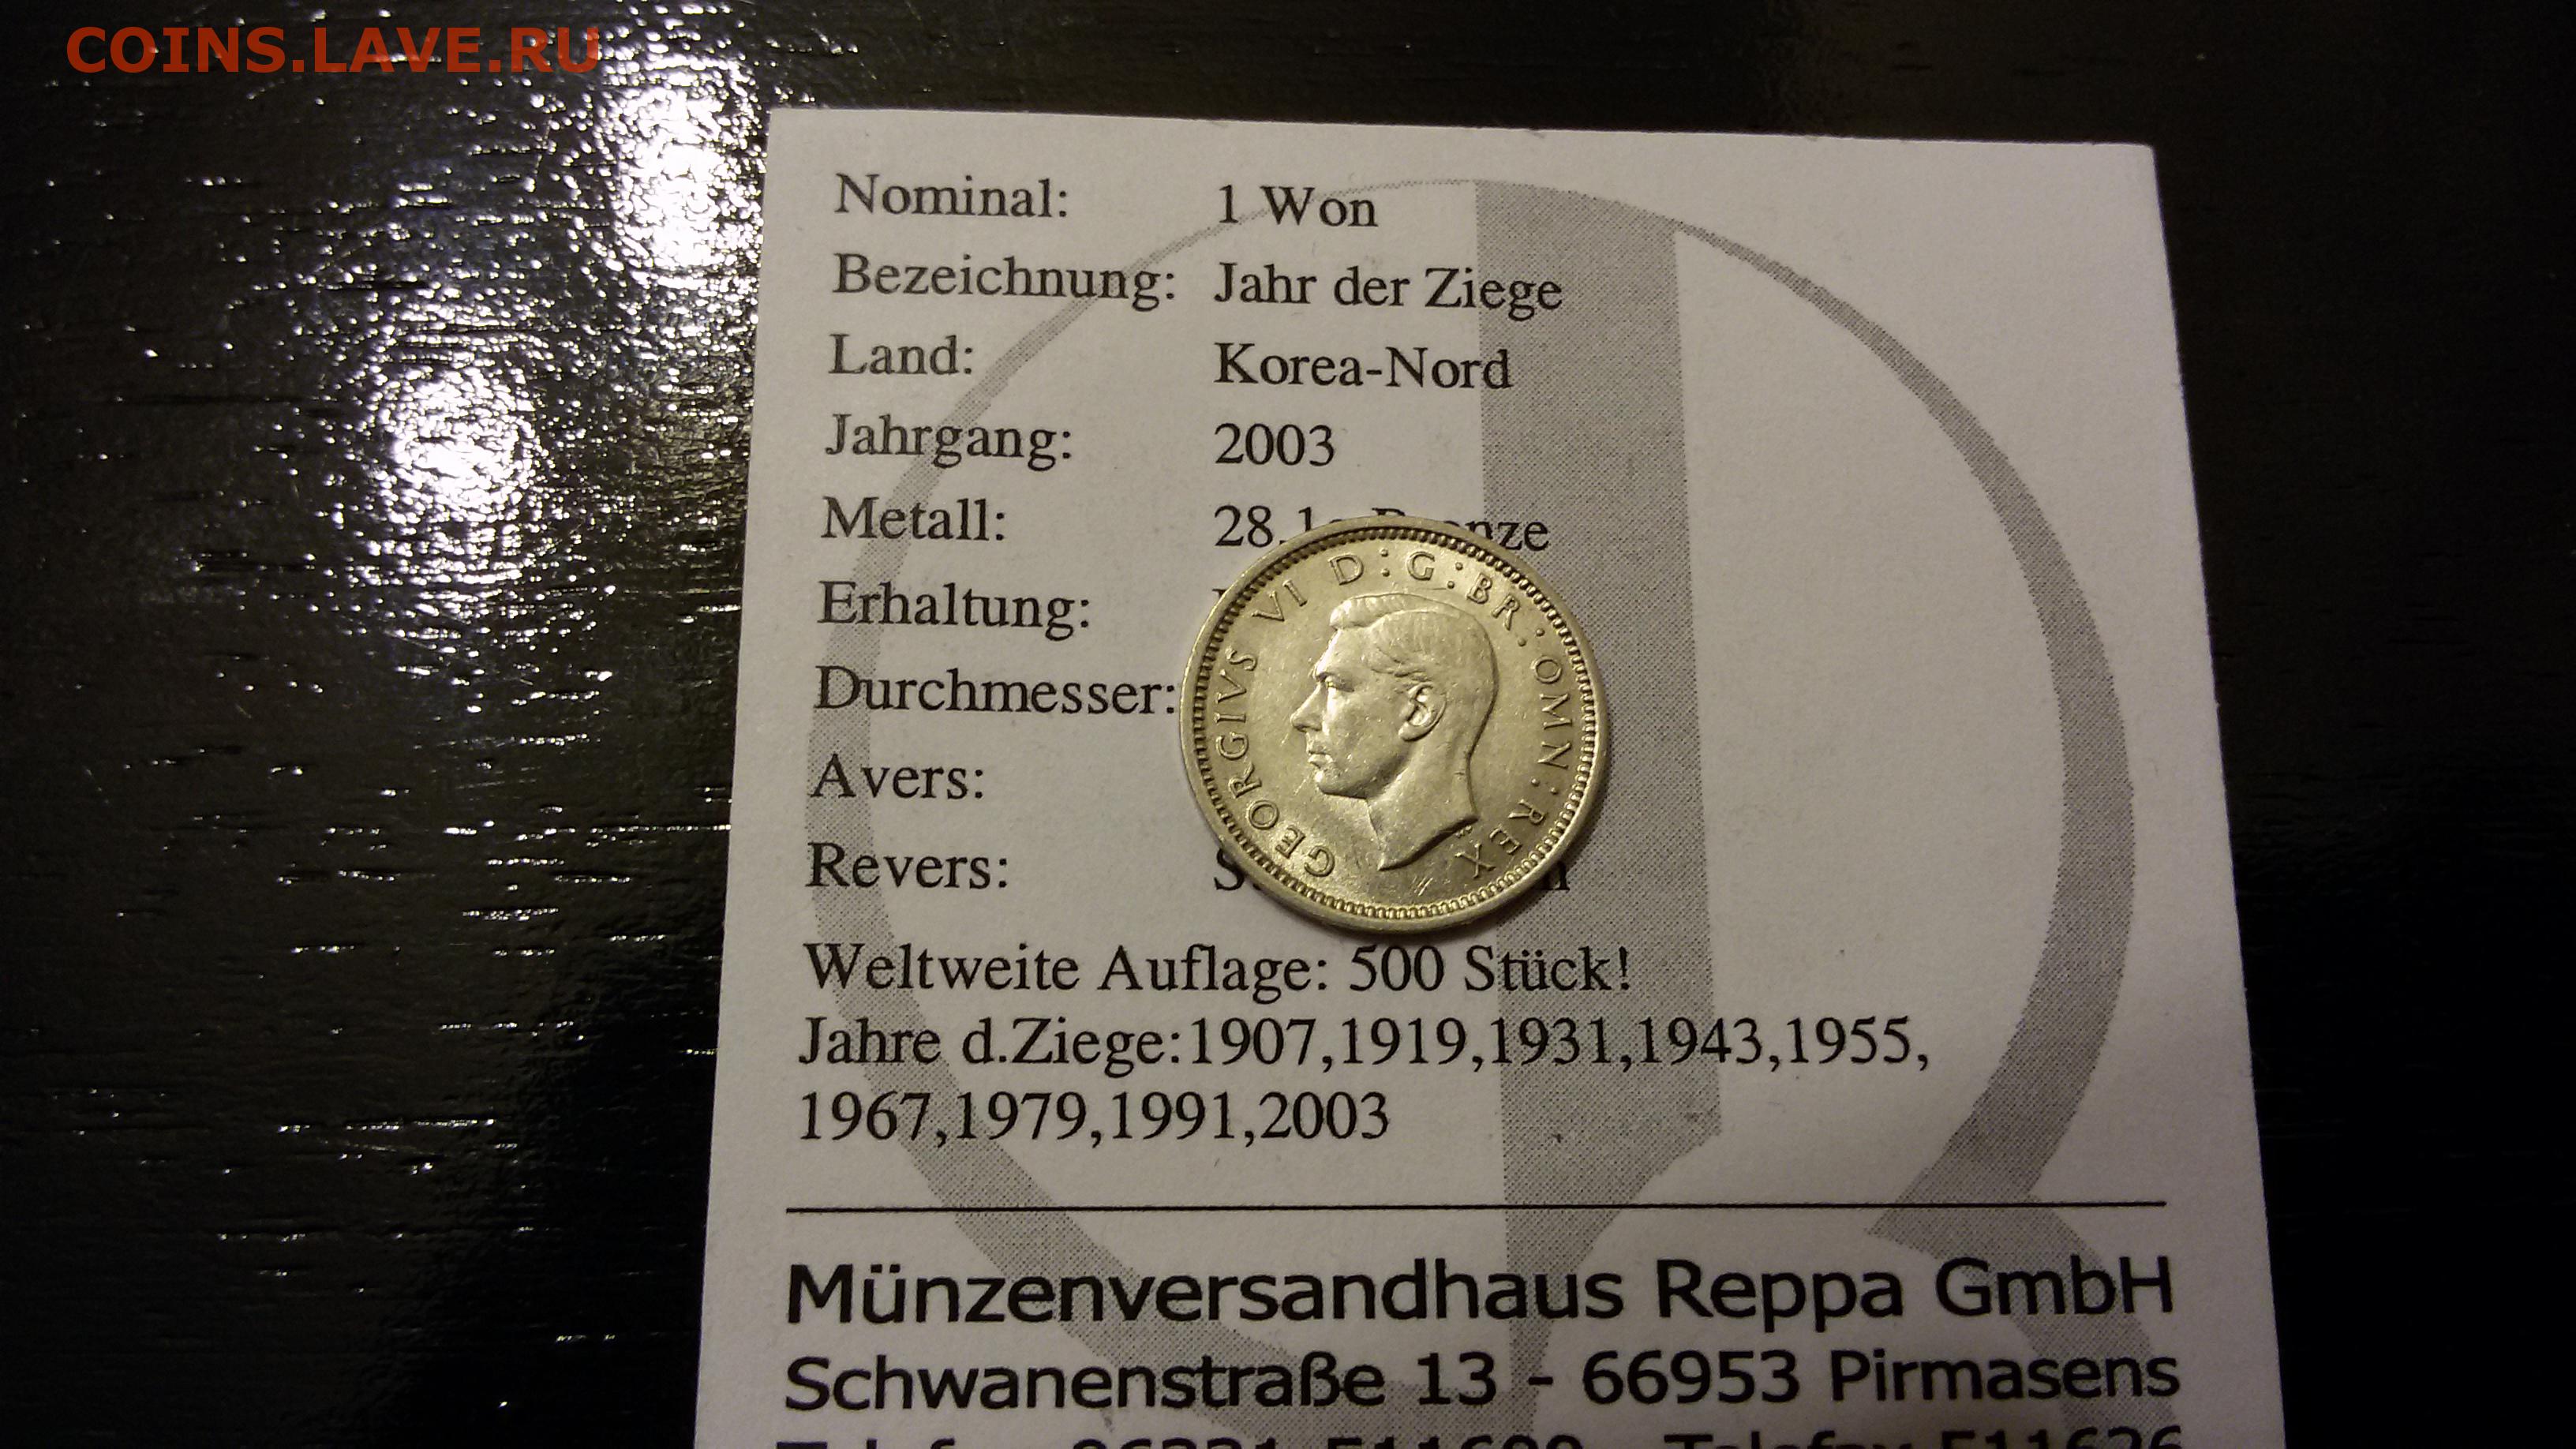 COINS.LAVE.RU
Nominal: 1 Won
Bezeichnung: Jahr der Ziege
Land: Korea-Nord
Jahrgang: 2003
Metall:
Erhaltung:
Durchmesser:
Avers:
Revers:
GEORGIVS VI D:G:BR:OMN:REX
Weltweite Auflage: 500 Stück!
Jahre d.Ziege:1907,1919,1931,1943,1955,
1967,1979,1991,2003
Münzenversandhaus Reppa GmbH
Schwanenstraße 13 - 66953 Pirmasens